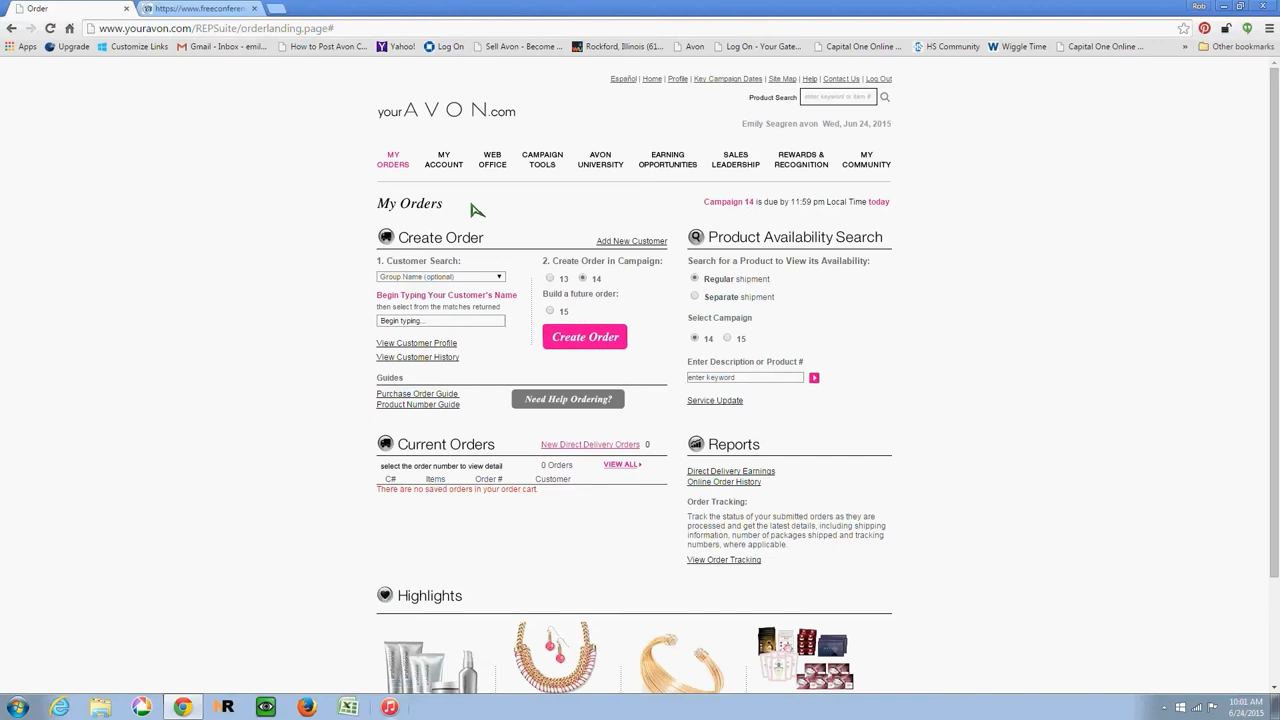 Order
https://www.freeconferen
Rob
www.youravon.com/REPSuite/orderlanding.page#
Apps
Upgrade
Customize Links
Gmail - Inbox - emil...
How to Post Avon C...
Yahoo!
Log On
Sell Avon - Become ...
Rockford, Illinois (61...
Avon
Log On - Your Gate...
Capital One Online ...
HS Community
Wiggle Time
Capital One Online ...
»
Other bookmarks
Español | Home | Profile | Key Campaign Dates | Site Map | Help | Contact Us | Log Out
Product Search enter keyword or item #
yourAVON.com
Emily Seagren avon Wed, Jun 24, 2015
MY ORDERS
MY ACCOUNT
WEB OFFICE
CAMPAIGN TOOLS
AVON UNIVERSITY
EARNING OPPORTUNITIES
SALES LEADERSHIP
REWARDS & RECOGNITION
MY COMMUNITY
My Orders
Campaign 14 is due by 11:59 pm Local Time today
Create Order
Add New Customer
1. Customer Search:
Group Name (optional)
Begin Typing Your Customer's Name
then select from the matches returned
Begin typing...
View Customer Profile
View Customer History
2. Create Order in Campaign:
13 14
Build a future order:
15
Create Order
Guides
Purchase Order Guide
Product Number Guide
Need Help Ordering?
Product Availability Search
Search for a Product to View its Availability:
Regular shipment
Separate shipment
Select Campaign
14 15
Enter Description or Product #
enter keyword
Service Update
Current Orders
New Direct Delivery Orders 0
select the order number to view detail
0 Orders
VIEW ALL
C# Items Order # Customer
There are no saved orders in your order cart.
Reports
Direct Delivery Earnings
Online Order History
Order Tracking:
Track the status of your submitted orders as they are
processed and get the latest details, including shipping
information, number of packages shipped and tracking
numbers, where applicable.
View Order Tracking
Highlights
10:01 AM
6/24/2015